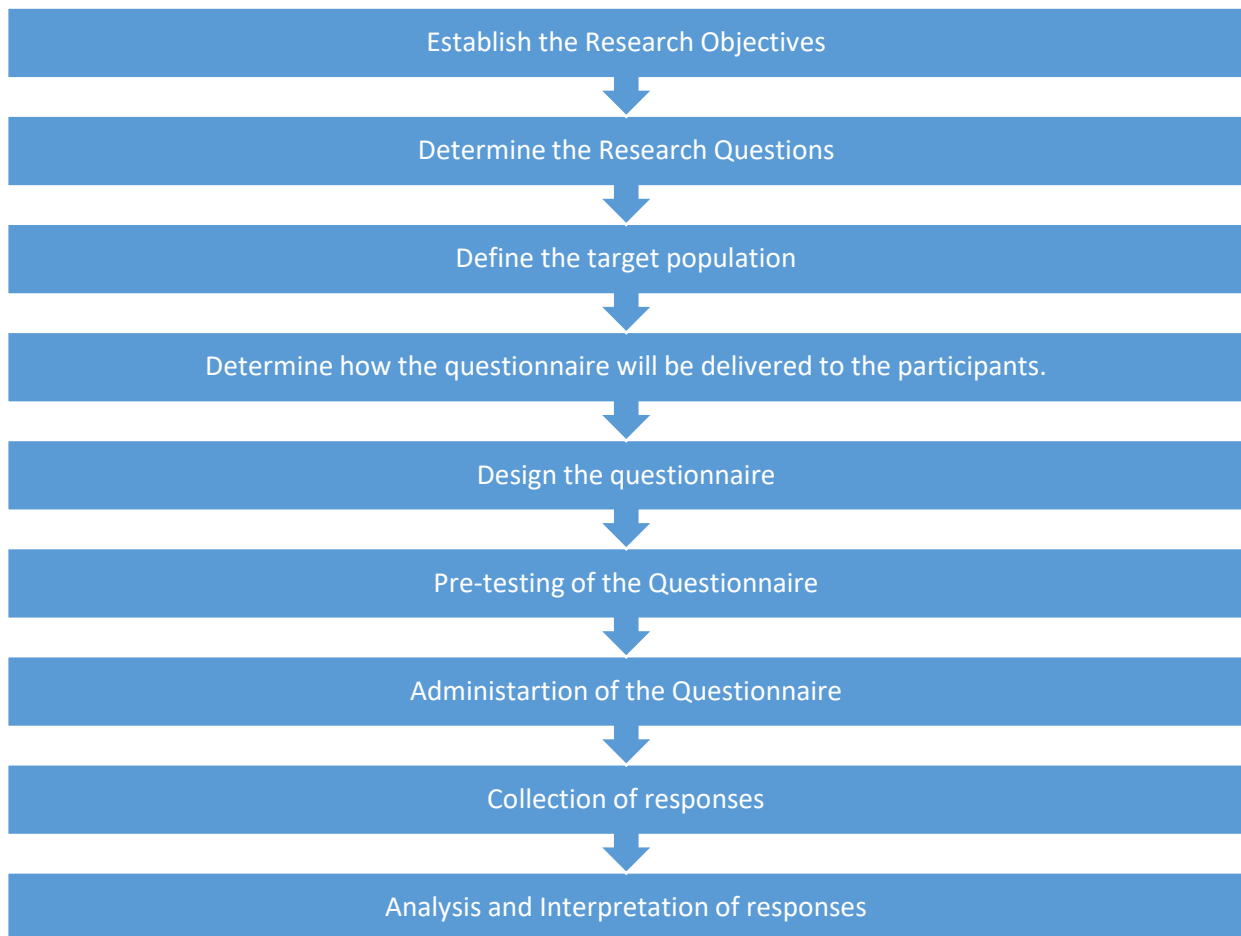 Establish the Research Objectives
Determine the Research Questions
Define the target population
Determine how the questionnaire will be delivered to the participants.
Design the questionnaire
Pre-testing of the Questionnaire
Administartion of the Questionnaire
Collection of responses
Analysis and Interpretation of responses